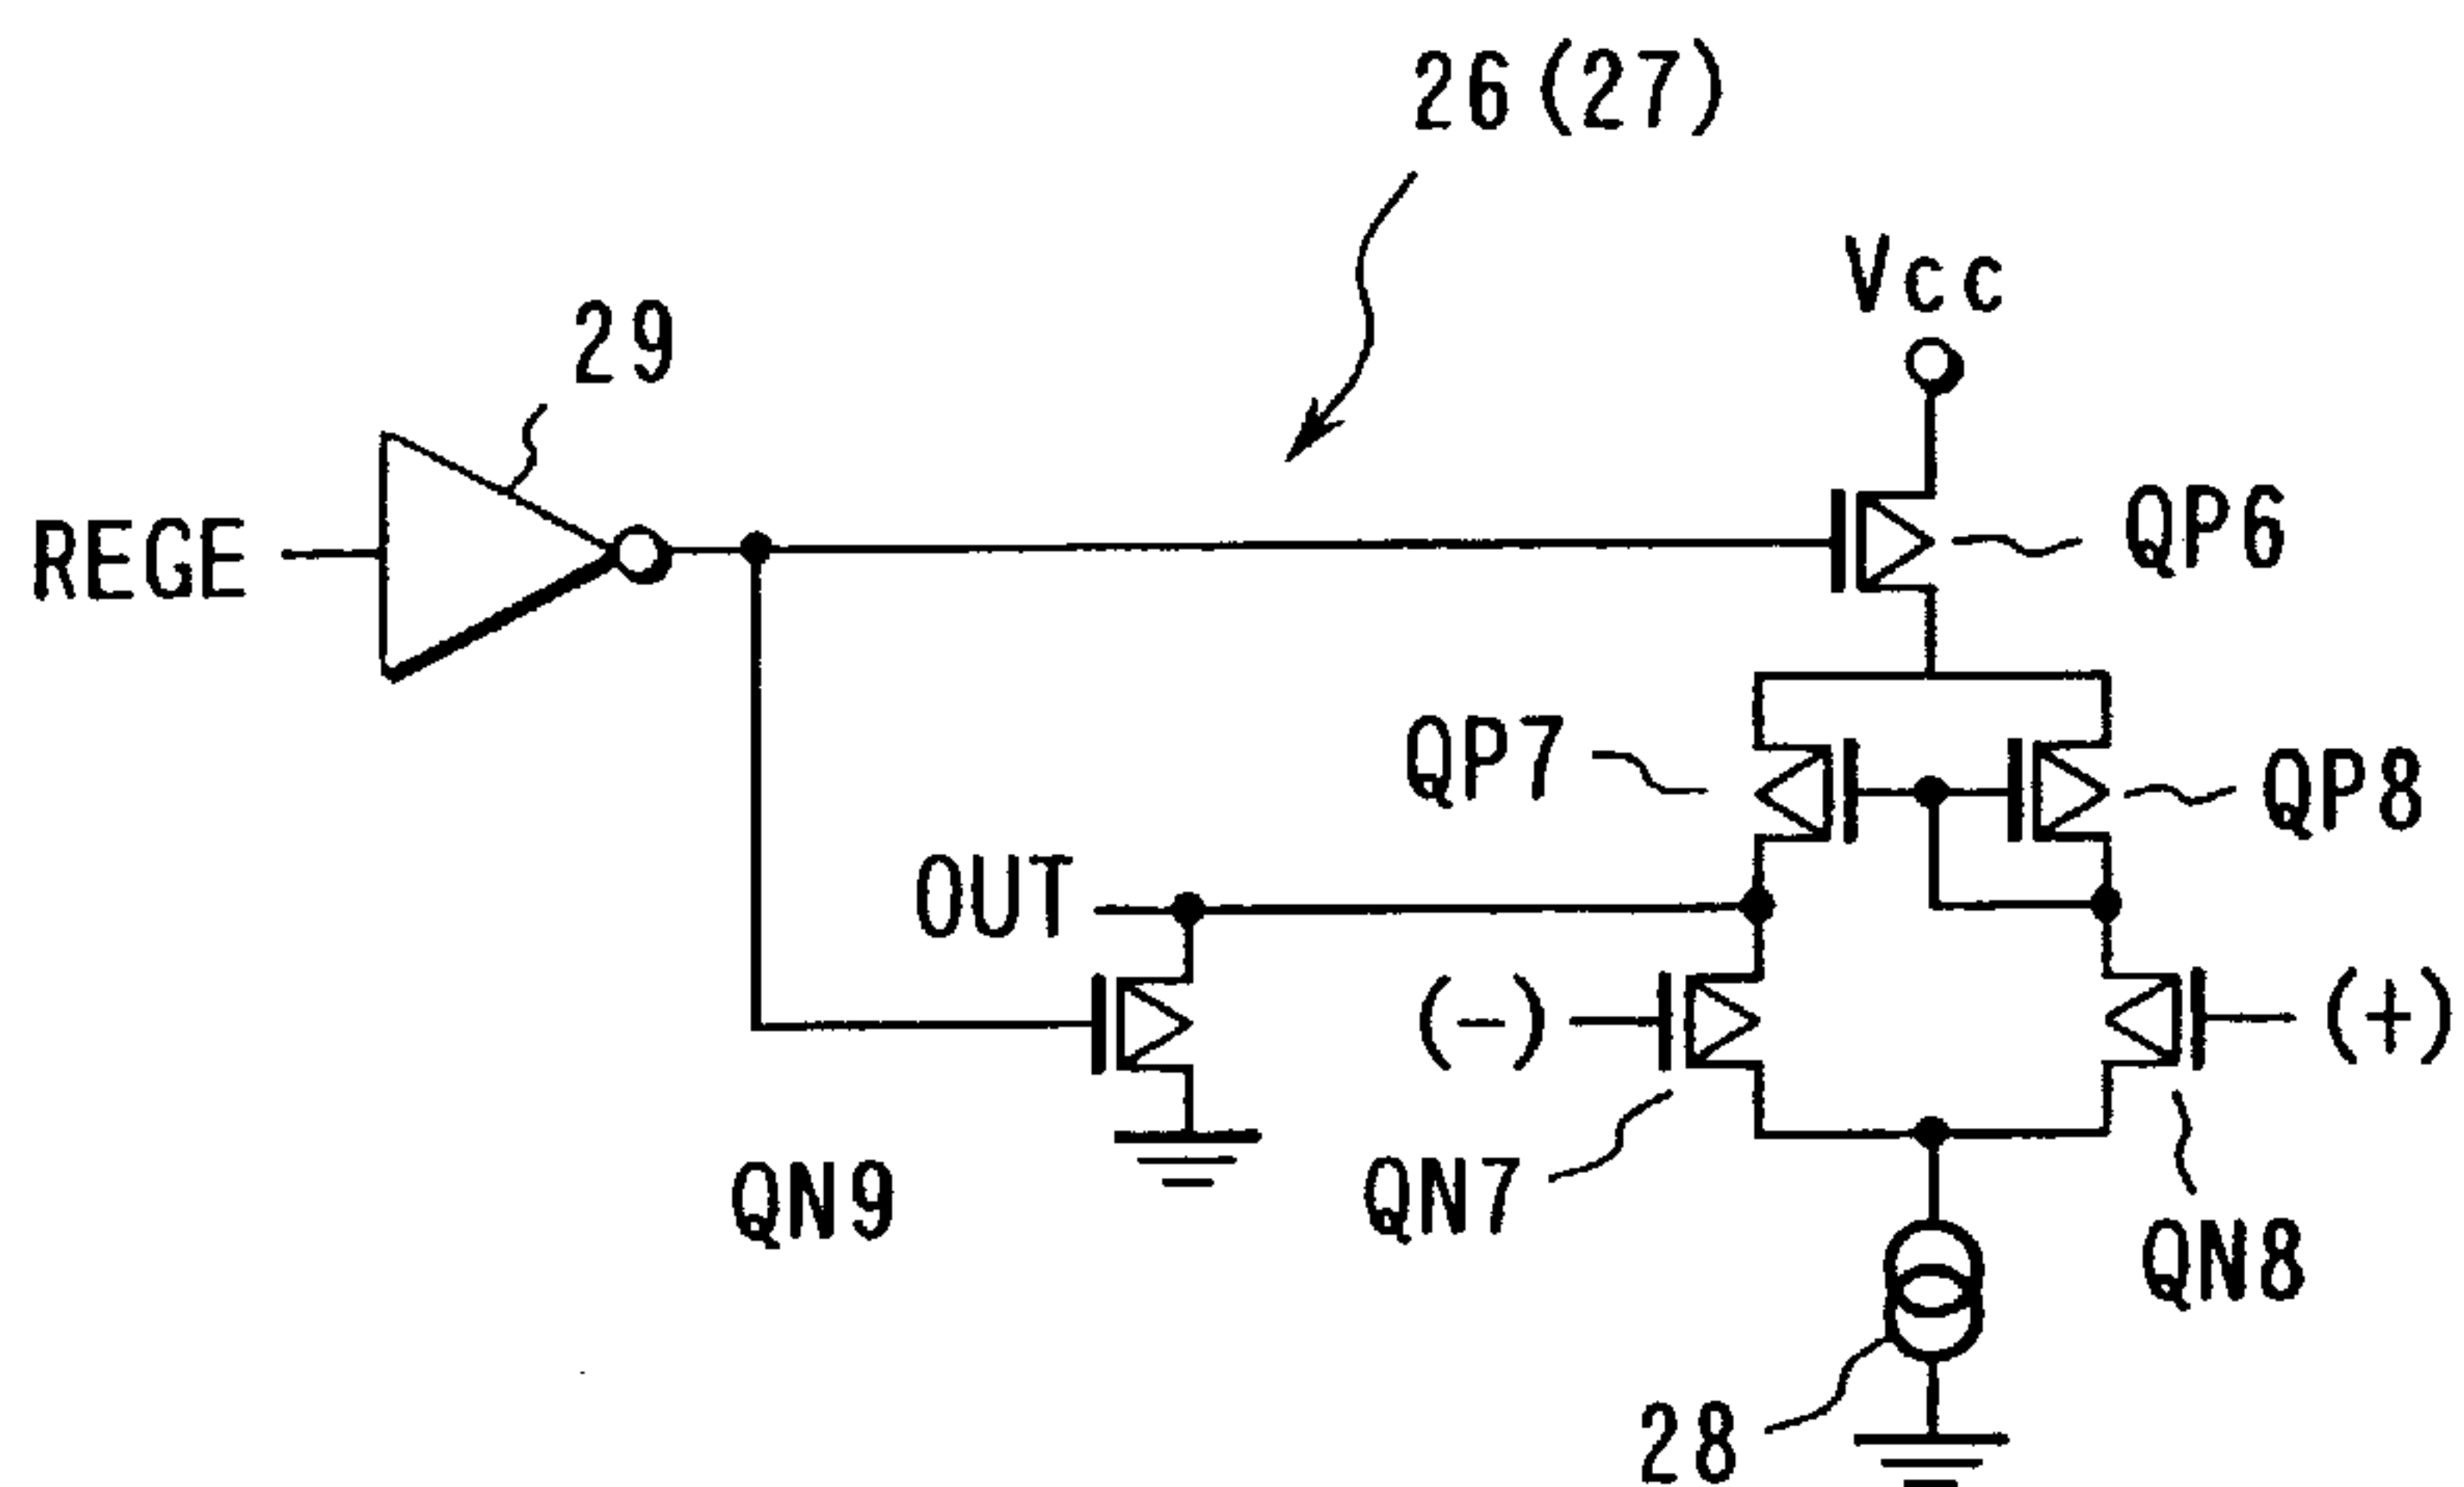 26(27)
Vcc
29
REGE
QP6
QP7
QP8
OUT
(-)
(+)
QN9
QN7
QN8
28